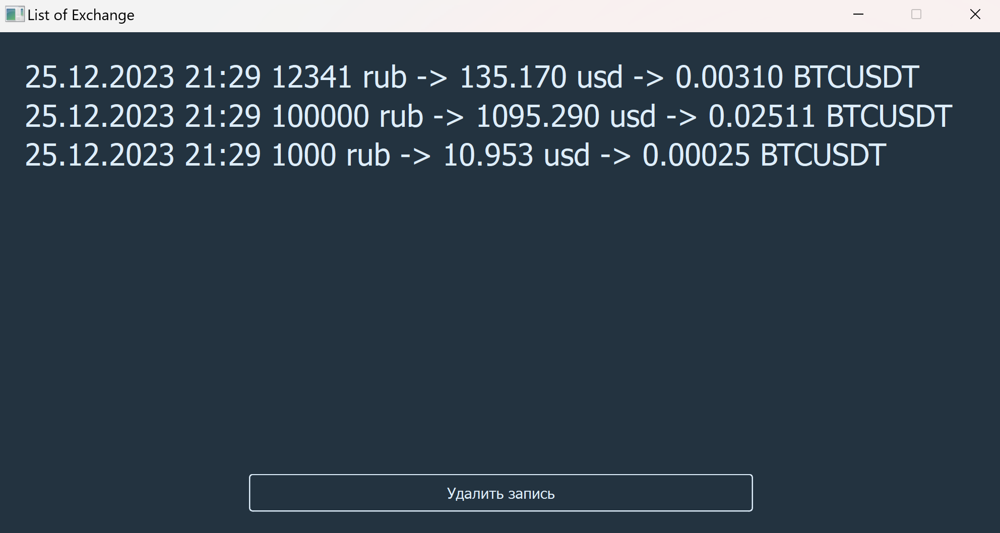 List of Exchange
25.12.2023 21:29 12341 rub -> 135.170 usd -> 0.00310 BTCUSDT
25.12.2023 21:29 100000 rub -> 1095.290 usd -> 0.02511 BTCUSDT
25.12.2023 21:29 1000 rub -> 10.953 usd -> 0.00025 BTCUSDT
Удалить запись